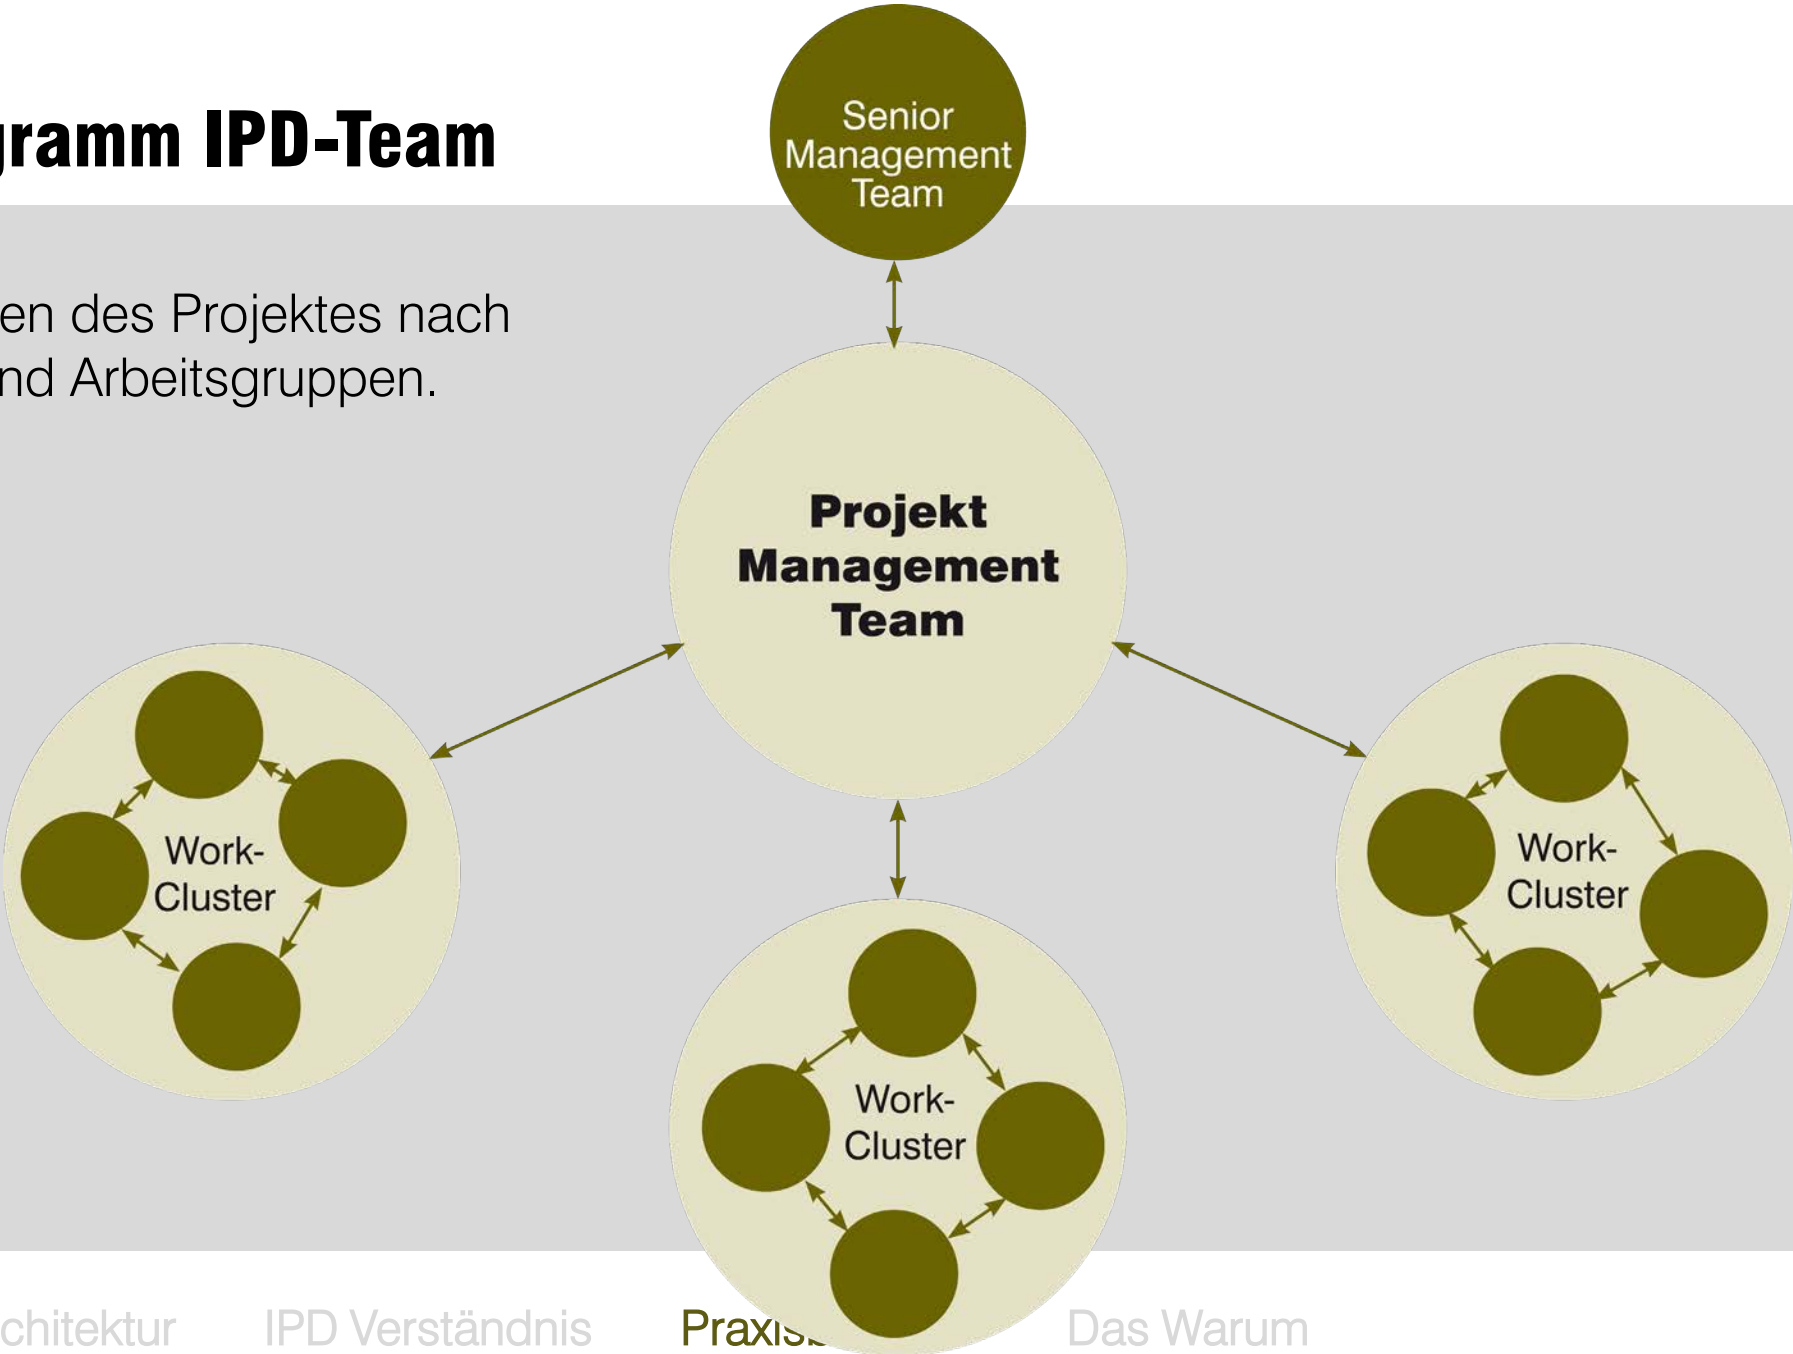 gramm IPD-Team
en des Projektes nach
nd Arbeitsgruppen.
Senior
Management
Team
Projekt
Management
Team
Work-
Cluster
Work-
Cluster
Work-
Cluster
chitektur IPD Verständnis Praxisb Das Warum